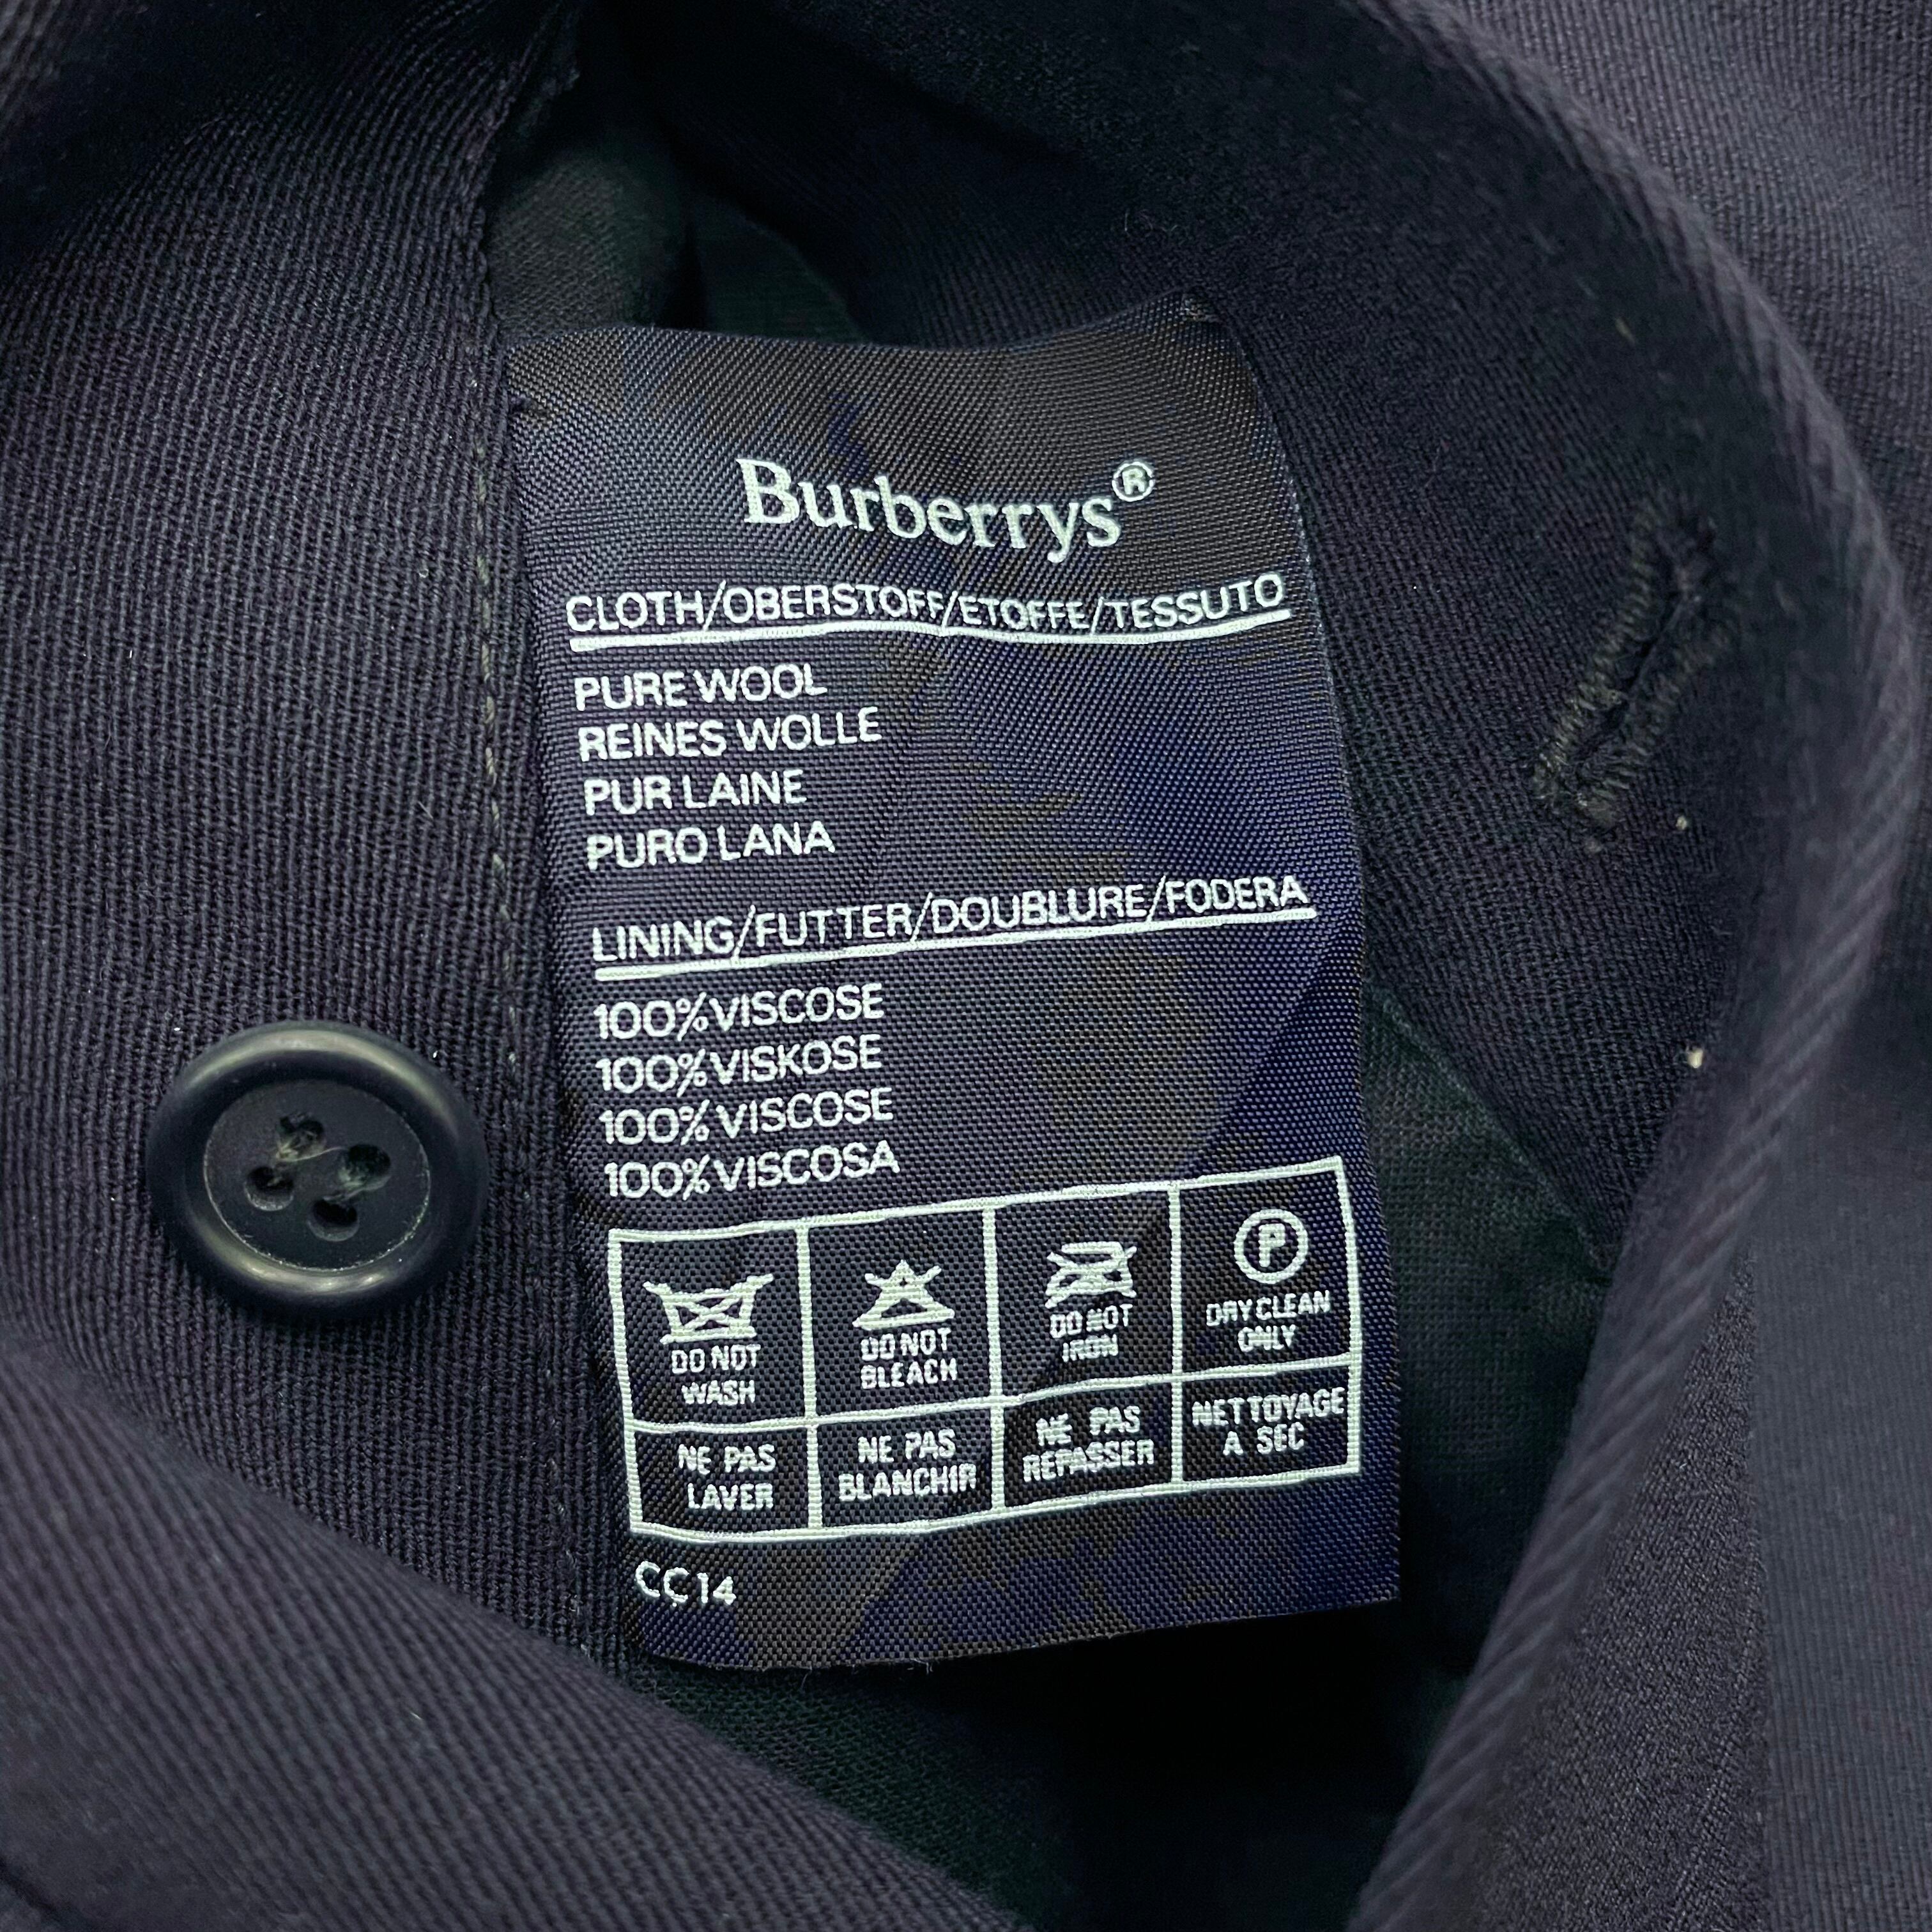 Burberrys®
CLOTH/OBERSTOFF/ETOFFE/TESSUTO
PURE WOOL
REINES WOLLE
PUR LAINE
PURO LANA
LINING/FUTTER/DOUBLURE/FODERA
100% VISCOSE
100% VISKOSE
100% VISCOSE
100% VISCOSA
DO NOT
WASH
DO NOT
BLEACH
DO NOT
IRON
P
DRY CLEAN
ONLY
NE PAS
LAVER
NE PAS
BLANCHIR
NE PAS
REPASSER
NETTOYAGE
A SEC
CC14